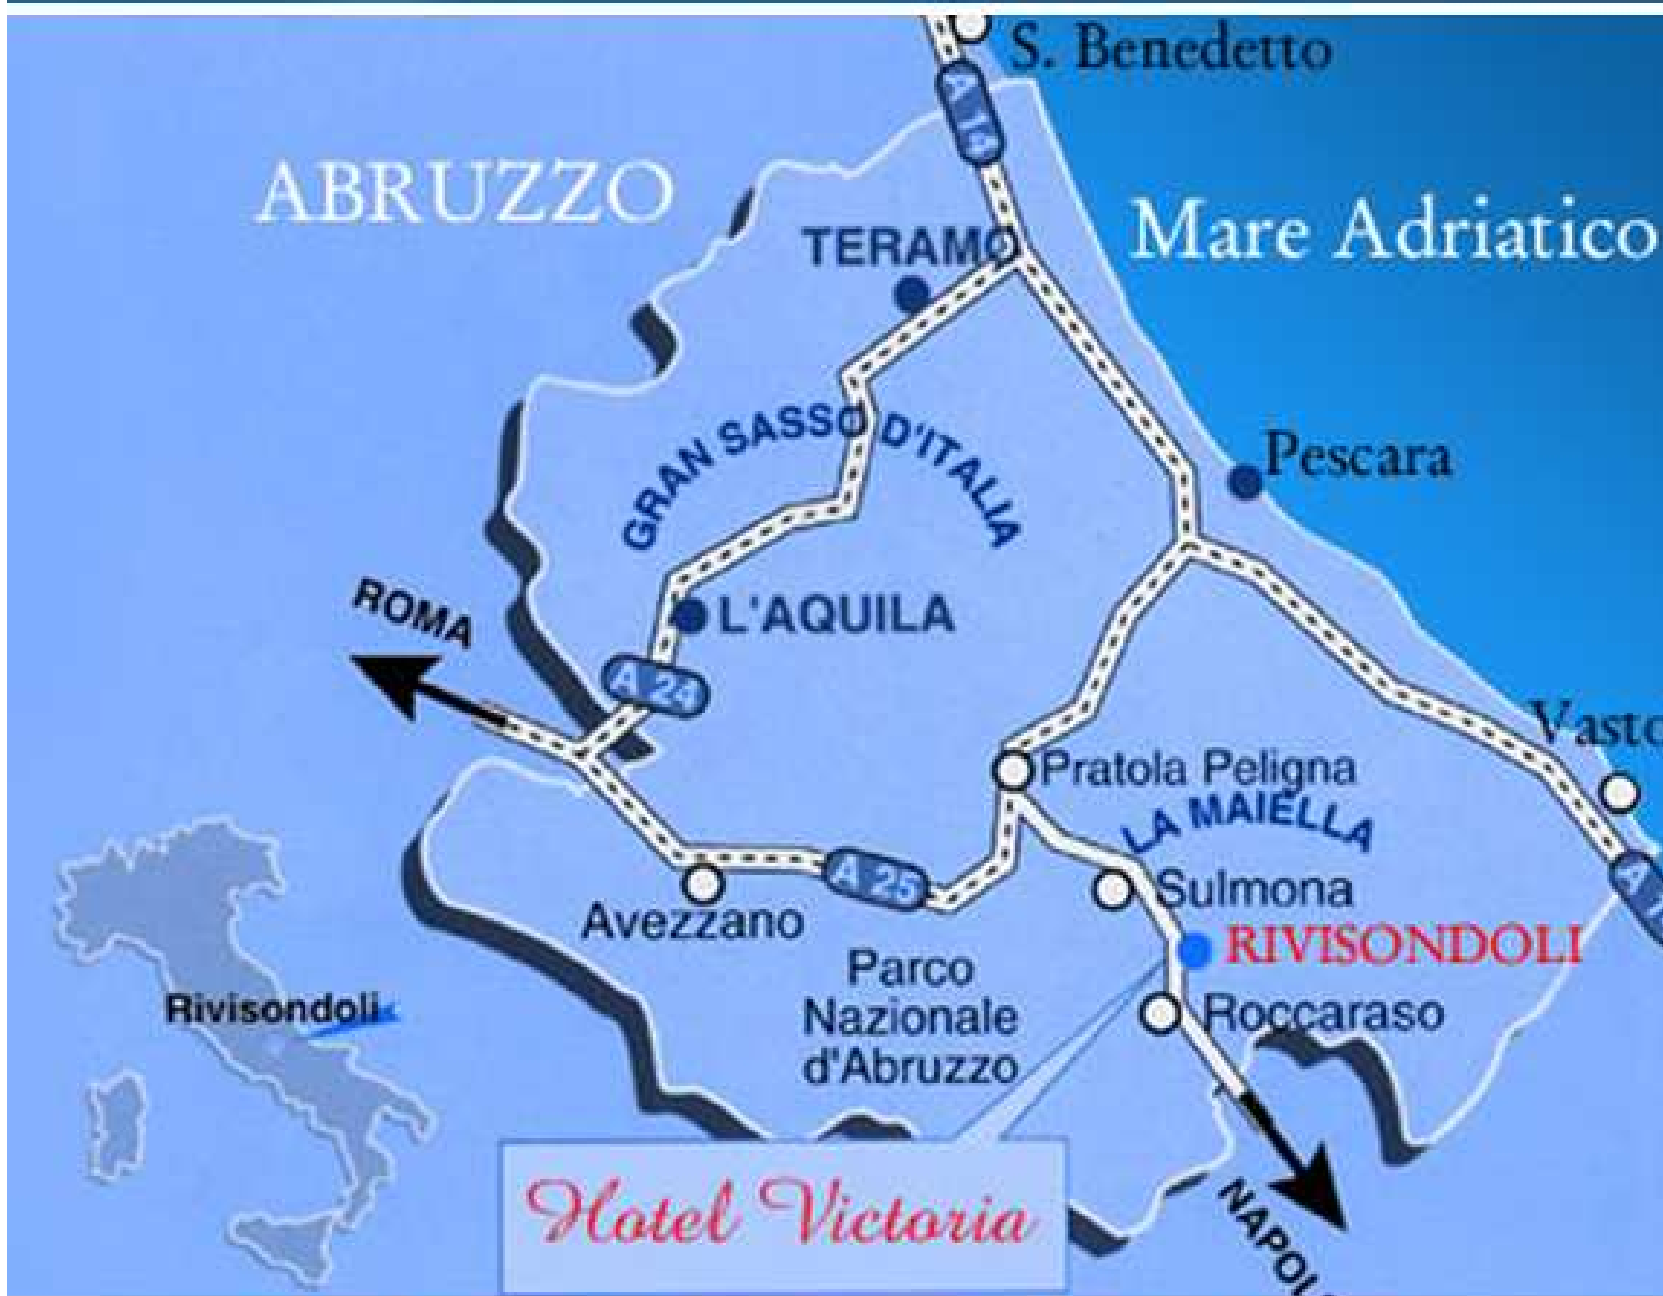 S. Benedetto
A 14
ABRUZZO
Mare Adriatico
TERAMO
GRAN SASSO D'ITALIA
Pescara
ROMA
L'AQUILA
A 24
Vasto
Pratola Peligna
LA MAIELLA
A 25
Sulmona
Avezzano
RIVISONDOLI
Parco
Nazionale
d'Abruzzo
Rivisondoli
Roccaraso
Hotel Victoria